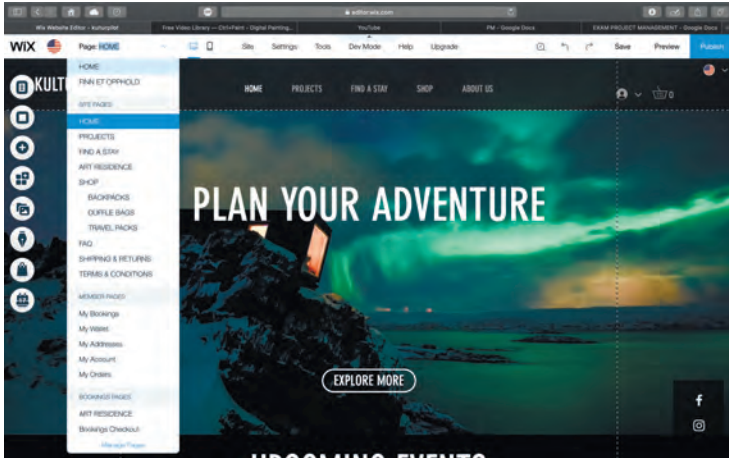 editor.wix.com
Wix Website Editor - Kulturpilot
Free Video Library — Ctrl+Paint - Digital Painting...
YouTube
PM - Google Docs
EXAM PROJECT MANAGEMENT - Google Docs
WiX
Page: HOME
Site
Settings
Tools
Dev Mode
Help
Upgrade
Save
Preview
Publish
HOME
FINN ET OPPHOLD
SITE PAGES
HOME
PROJECTS
FIND A STAY
ART RESIDENCE
SHOP
BACKPACKS
DUFFLE BAGS
TRAVEL PACKS
FAQ
SHIPPING & RETURNS
TERMS & CONDITIONS
MEMBER PAGES
My Bookings
My Wallet
My Addresses
My Account
My Orders
BOOKINGS PAGES
ART RESIDENCE
Bookings Checkout
Manage Pages
KULTU
HOME
PROJECTS
FIND A STAY
SHOP
ABOUT US
0
PLAN YOUR ADVENTURE
EXPLORE MORE
UPCOMING EVENTS